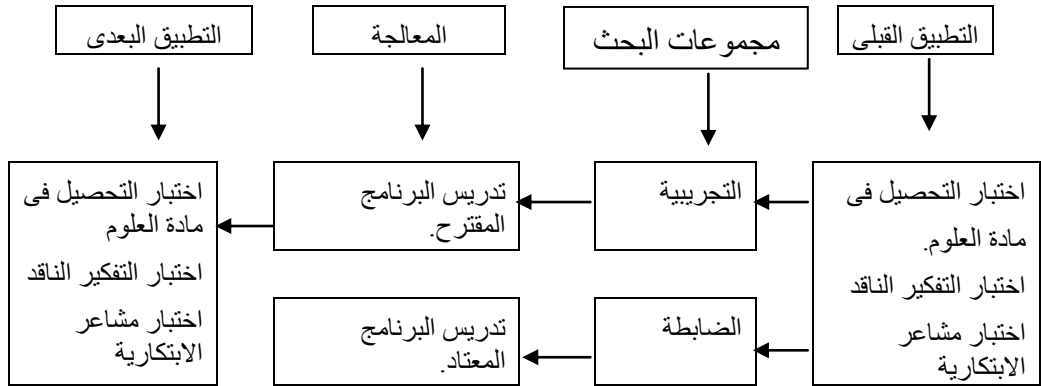 التطبيق القبلى
مجموعات البحث
المعالجة
التطبيق البعدى
اختبار التحصيل فى
مادة العلوم.
اختبار التفكير الناقد
اختبار مشاعر
الابتكارية
التجريبية
تدريس البرنامج
المقترح.
الضابطة
تدريس البرنامج
المعتاد.
اختبار التحصيل فى
مادة العلوم
اختبار التفكير الناقد
اختبار مشاعر
الابتكارية